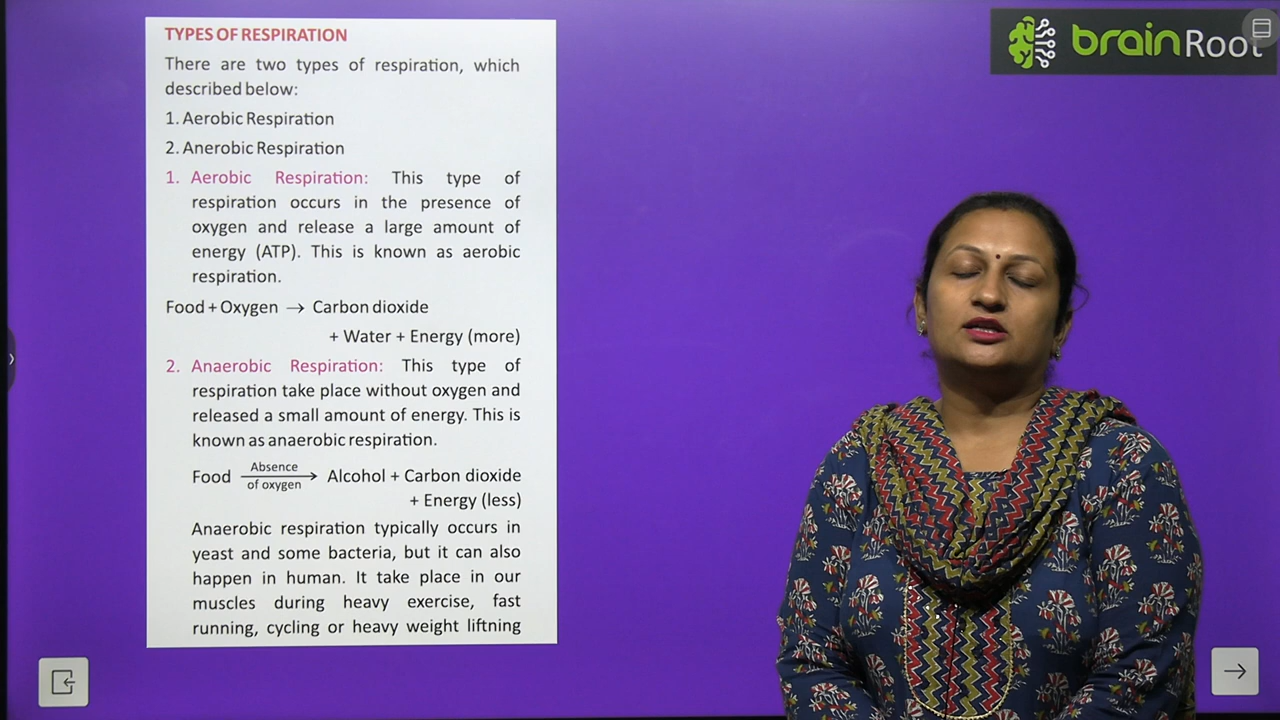 TYPES OF RESPIRATION
There are two types of respiration, which
described below:
1. Aerobic Respiration
2. Anerobic Respiration
1. Aerobic Respiration: This type of
respiration occurs in the presence of
oxygen and release a large amount of
energy (ATP). This is known as aerobic
respiration.
Food + Oxygen → Carbon dioxide
+ Water + Energy (more)
2. Anaerobic Respiration: This type of
respiration take place without oxygen and
released a small amount of energy. This is
known as anaerobic respiration.
Absence
Food → Alcohol + Carbon dioxide
of oxygen
+ Energy (less)
Anaerobic respiration typically occurs in
yeast and some bacteria, but it can also
happen in human. It take place in our
muscles during heavy exercise, fast
running, cycling or heavy weight liftning
brainRoot